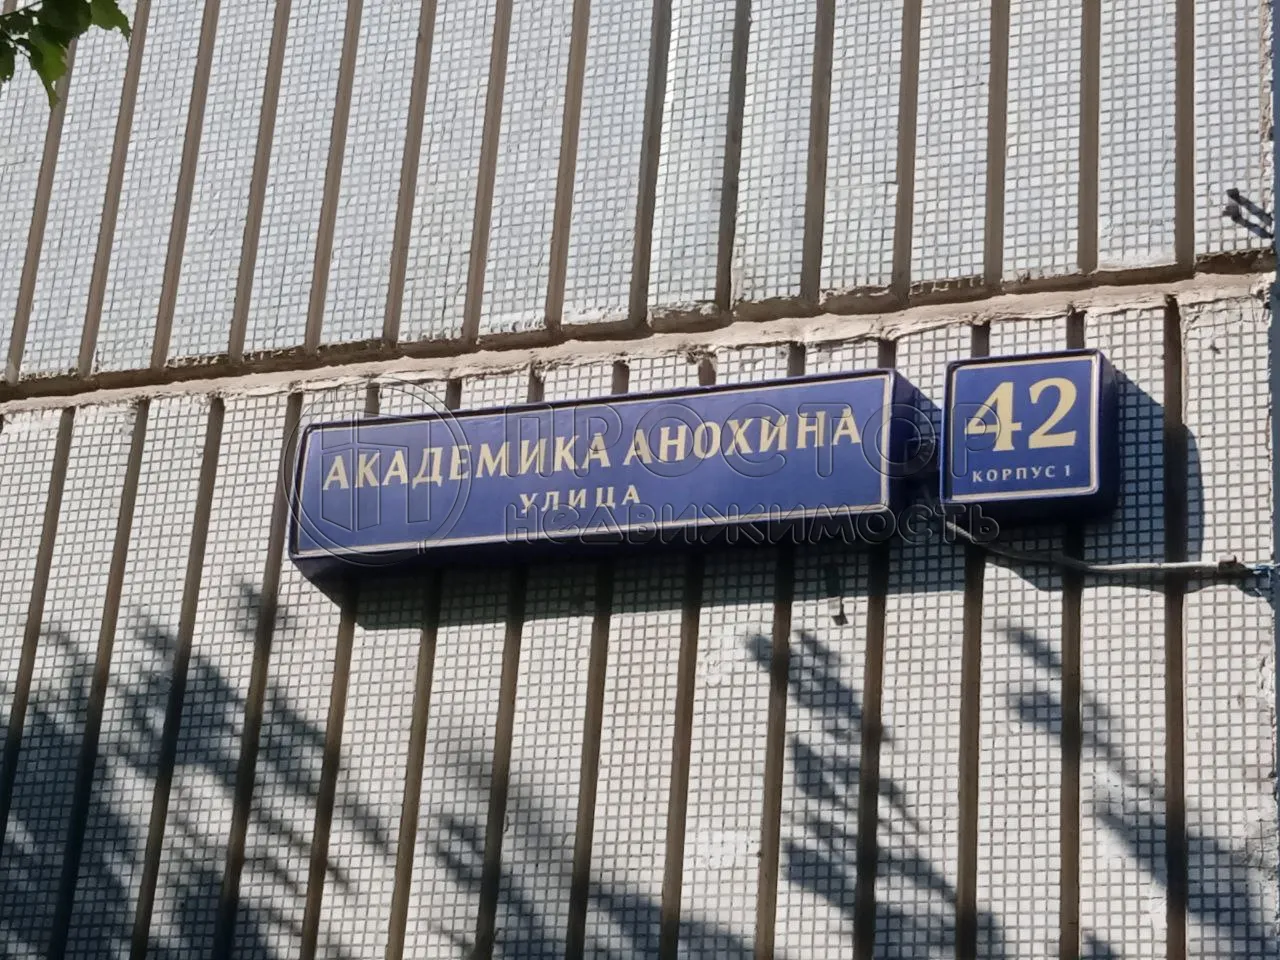 АКАДЕМИКА АНОХИНА
УЛИЦА
42
КОРПУС 1
ПРОСТОР
недвижимость